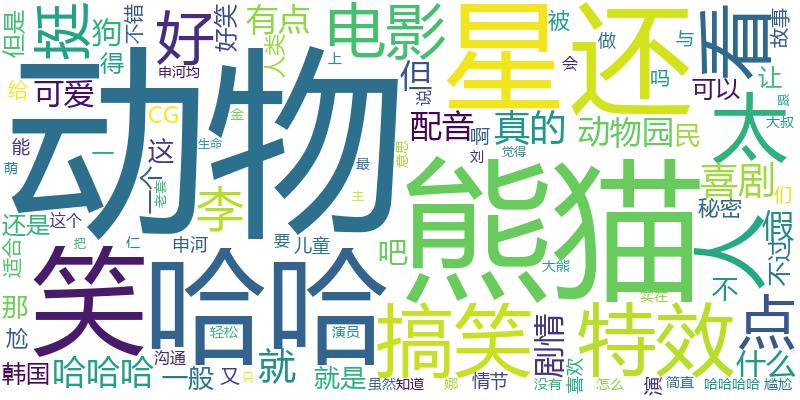 动物
熊猫
哈哈
笑
星
还
看
太
人
搞笑
特效
点
电影
好
挺
有点
狗
得
但是
不错
好笑
人类
申河均
上
给
可爱
CG
金
能
萌
一
一个
这
生命
老套
李
最
主
但
说
配音
啊
刘
真的
觉得
意思
被
会
做
吗
与
让
故事
可以
嘿
大叔
动物园
民
喜剧
们
秘密
不
不过
还是
这个
适合
把
仁
申河
要
儿童
吧
大熊
实在
那
尬
轻松
演员
韩国
哈哈哈
沟通
一般
又
只
就
就是
虽然
知道
娜
情节
剧情
没有
喜欢
怎么
演
简直
哈哈哈哈
什么
尴尬